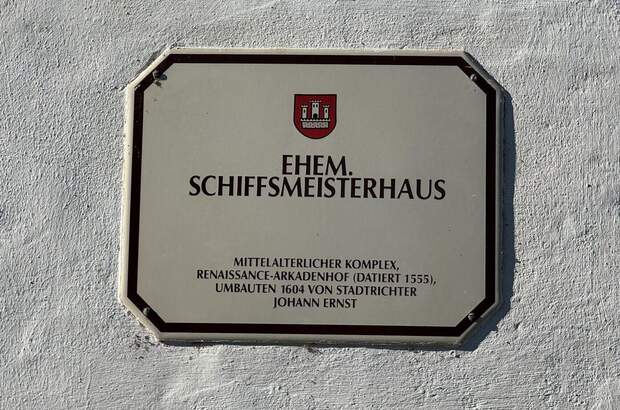 EHEM.
SCHIFFSMEISTERHAUS
MITTELALTERLICHER KOMPLEX,
RENAISSANCE-ARKADENHOF (DATIERT 1555),
UMBAUTEN 1604 VON STADTRICHTER
JOHANN ERNST